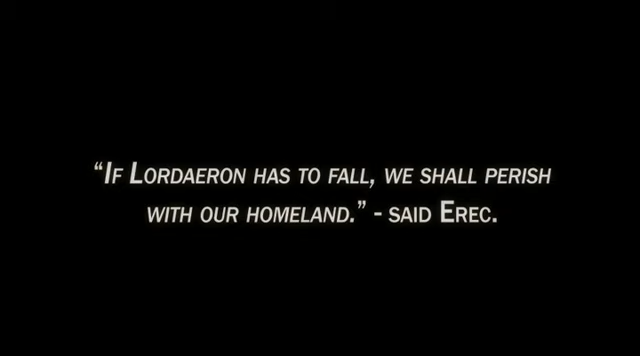 “If Lordaeron has to fall, we shall perish
with our homeland.” - said Erec.